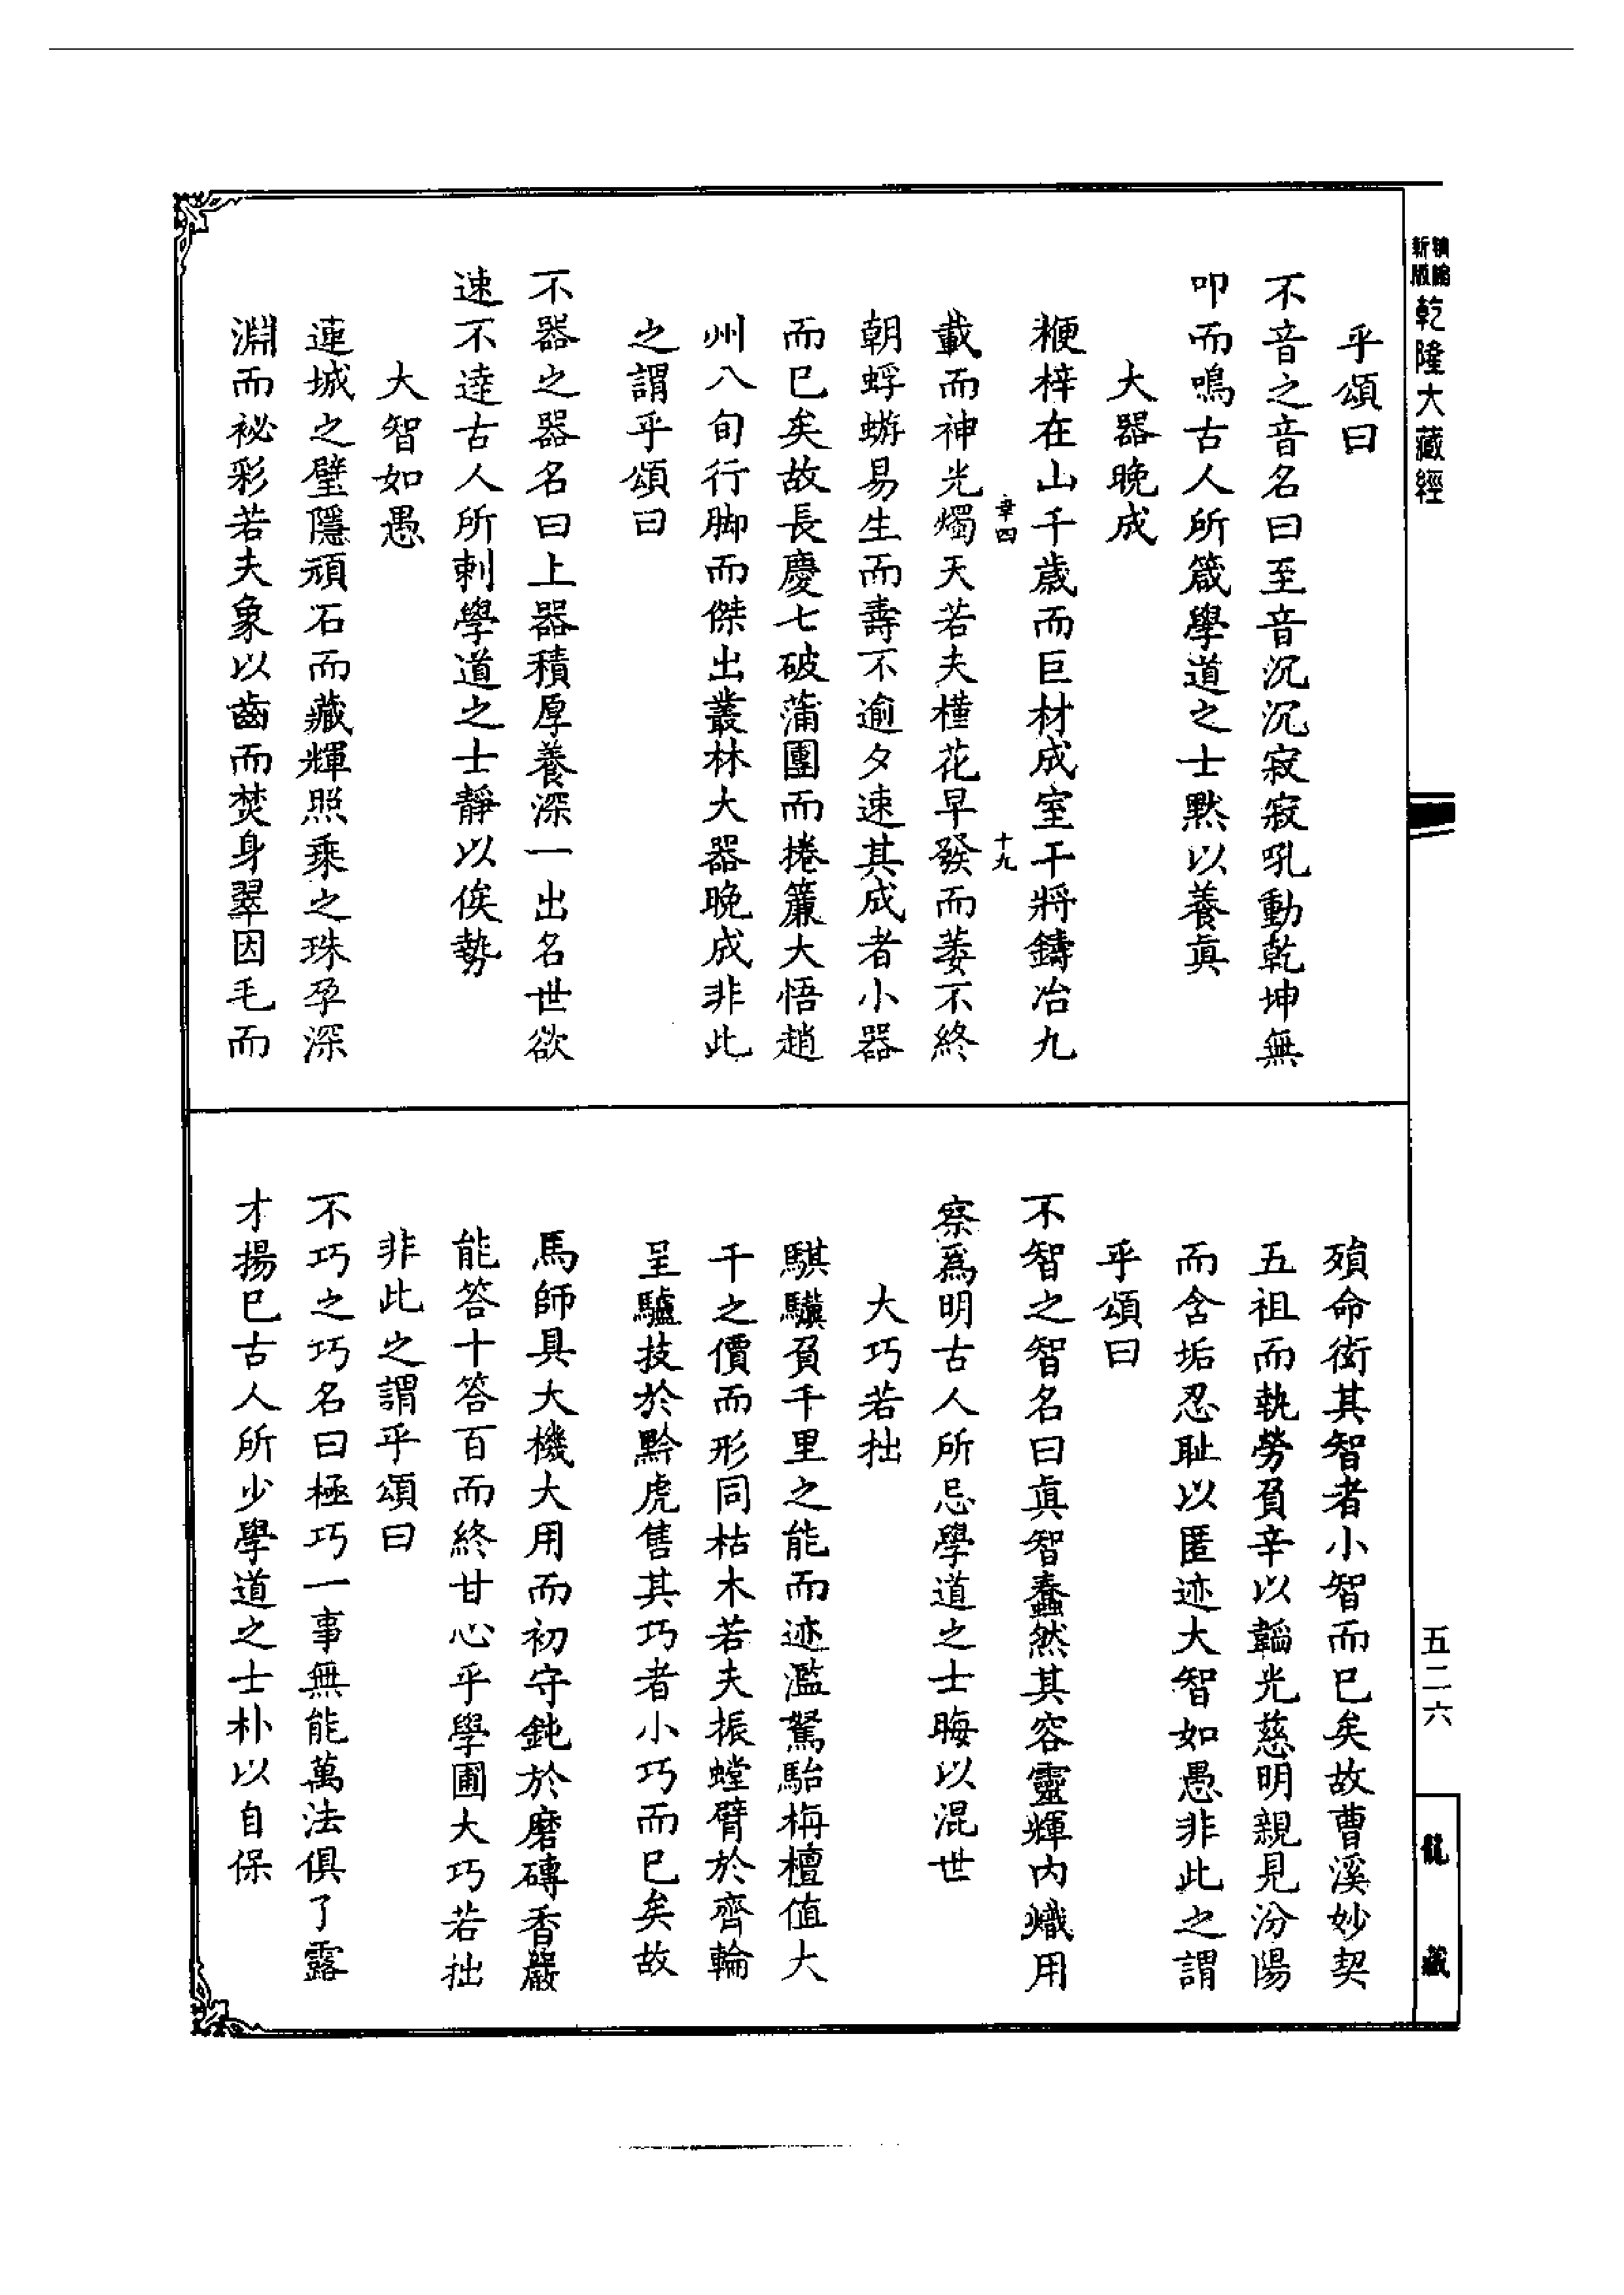 精縮
新版
乾隆大藏經
乎頌曰
不音之音名曰至音沉沉寂寂吼動乾坤無
叩而鳴古人所箴學道之士黙以養眞
大器晚成
楩梓在山千歲而巨材成室干將鑄冶九
載而神光燭天若夫槿花早發而萎不終
章四
十九
朝蜉蝣易生而壽不逾夕速其成者小器
而已矣故長慶七破蒲團而捲簾大悟趙
州八旬行脚而傑出叢林大器晚成非此
之謂乎頌曰
不器之器名曰上器積厚養深一出名世欲
速不達古人所刺學道之士靜以俟勢
大智如愚
連城之璧隱頑石而藏輝照乘之珠孕深
淵而祕彩若夫象以齒而焚身翠因毛而
殞命衒其智者小智而已矣故曹溪妙契
五祖而執勞負辛以韜光慈明親見汾陽
而含垢忍耻以匿迹大智如愚非此之謂
乎頌曰
不智之智名曰眞智蠢然其容靈輝内熾用
察爲明古人所忌學道之士晦以混世
大巧若拙
騏驥負千里之能而迹濫駑駘栴檀值大
千之價而形同枯木若夫振螳臂於齊輪
呈驢技於黔虎售其巧者小巧而已矣故
馬師具大機大用而初守鈍於磨磚香嚴
能答十答百而終甘心乎學圃大巧若拙
非此之謂乎頌曰
不巧之巧名曰極巧一事無能萬法俱了露
才揚已古人所少學道之士朴以自保
五二六
龍藏